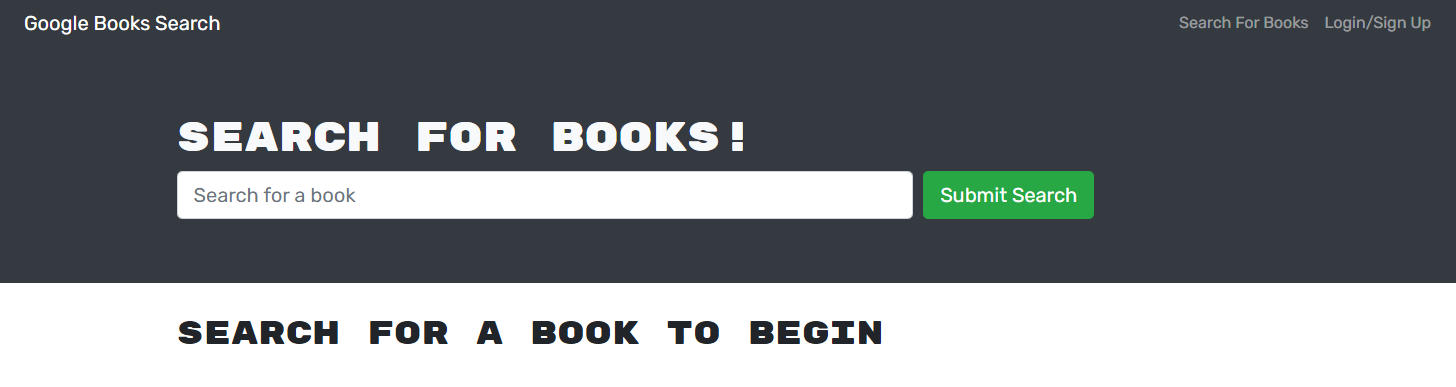 Google Books Search
Search For Books
Login/Sign Up
SEARCH FOR BOOKS!
Search for a book
Submit Search
SEARCH FOR A BOOK TO BEGIN